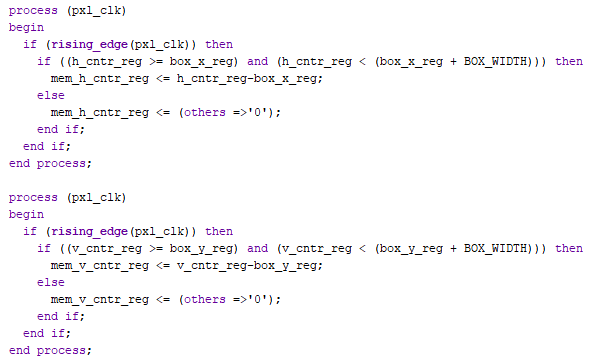 process (pxl_clk)
begin
  if (rising_edge(pxl_clk)) then
    if ((h_cntr_reg >= box_x_reg) and (h_cntr_reg < (box_x_reg + BOX_WIDTH))) then
      mem_h_cntr_reg <= h_cntr_reg-box_x_reg;
    else
      mem_h_cntr_reg <= (others =>'0');
    end if;
  end if;
end process;

process (pxl_clk)
begin
  if (rising_edge(pxl_clk)) then
    if ((v_cntr_reg >= box_y_reg) and (v_cntr_reg < (box_y_reg + BOX_WIDTH))) then
      mem_v_cntr_reg <= v_cntr_reg-box_y_reg;
    else
      mem_v_cntr_reg <= (others =>'0');
    end if;
  end if;
end process;